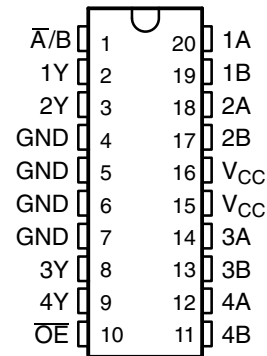 A̅/B 1 20 1A
1Y 2 19 1B
2Y 3 18 2A
GND 4 17 2B
GND 5 16 VCC
GND 6 15 VCC
GND 7 14 3A
3Y 8 13 3B
4Y 9 12 4A
O̅E̅ 10 11 4B